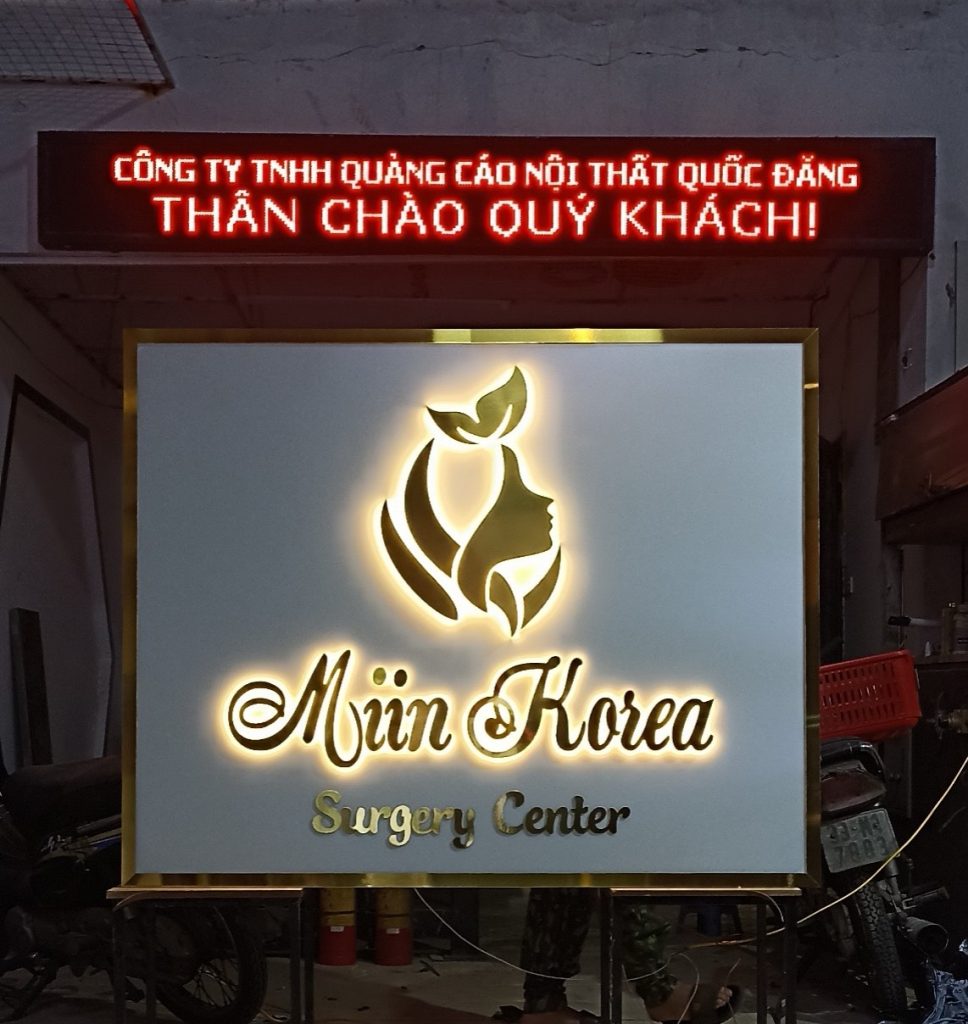 CÔNG TY TNHH QUẢNG CÁO NỘI THẤT QUỐC ĐĂNG
THÂN CHÀO QUÝ KHÁCH!
Miin Korea
Surgery Center